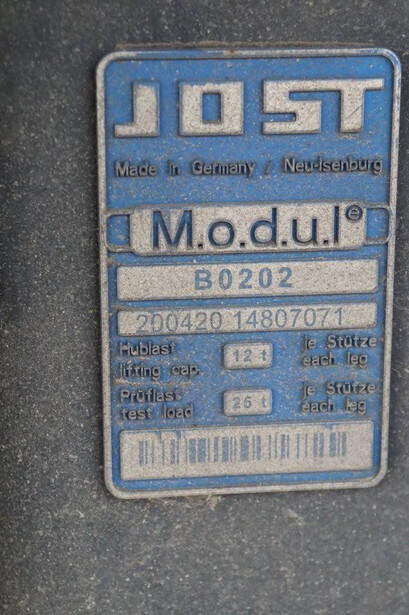 JOST
Made in Germany / Neu-Isenburg
M.o.d.u.l®
B0202
200420 14807071
Hublast 12 t je Stütze
lifting cap. each leg
Prüflast 25 t je Stütze
test load each leg